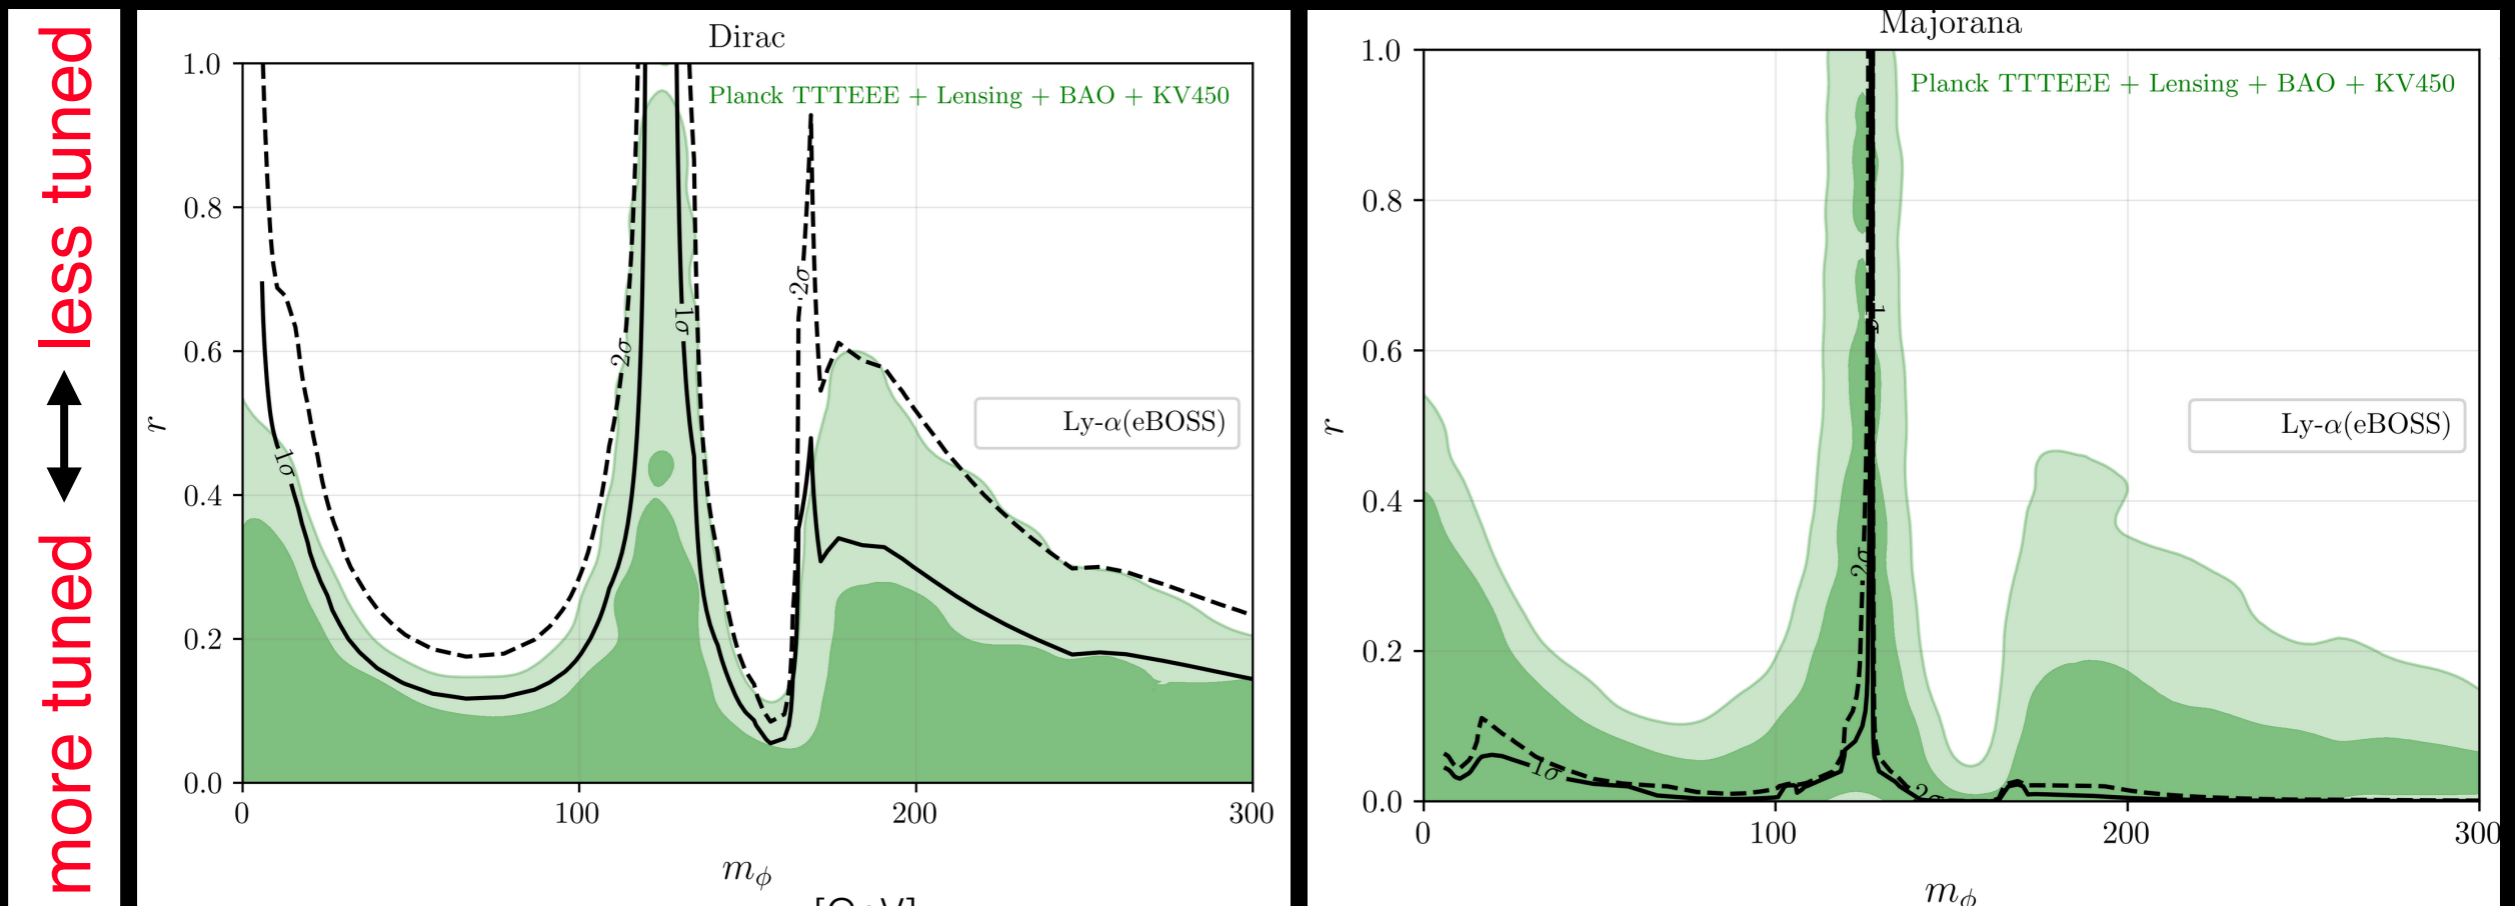 more tuned ↔ less tuned
Dirac
1.0
0.8
0.6
0.4
0.2
0.0
r
Planck TTTEEE + Lensing + BAO + KV450
Ly-α(eBOSS)
1σ
2σ
1σ
2σ
0
100
200
300
m_ϕ
[GeV]
Majorana
1.0
0.8
0.6
0.4
0.2
0.0
r
Planck TTTEEE + Lensing + BAO + KV450
Ly-α(eBOSS)
1σ
2σ
1σ
2σ
0
100
200
300
m_ϕ